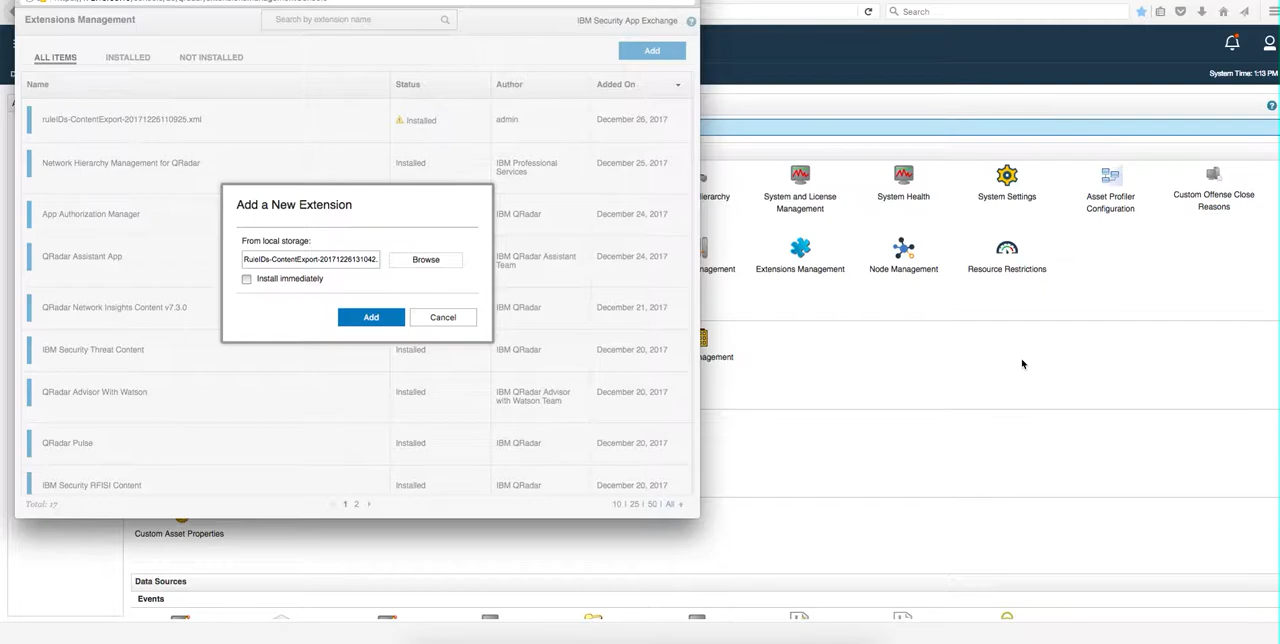 Extensions Management
Search by extension name
IBM Security App Exchange
Search
ALL ITEMS
INSTALLED
NOT INSTALLED
Add
System Time: 1:13 PM
Name
Status
Author
Added On
ruleIDs-ContentExport-20171226110925.xml
Installed
admin
December 26, 2017
Network Hierarchy Management for QRadar
Installed
IBM Professional
Services
December 25, 2017
App Authorization Manager
December 24, 2017
QRadar Assistant App
IBM QRadar Assistant
Team
December 24, 2017
QRadar Network Insights Content v7.3.0
IBM QRadar
December 21, 2017
IBM Security Threat Content
Installed
IBM QRadar
December 20, 2017
QRadar Advisor With Watson
Installed
IBM QRadar Advisor
with Watson Team
December 20, 2017
QRadar Pulse
Installed
IBM QRadar
December 20, 2017
IBM Security RFISI Content
Installed
IBM QRadar
December 20, 2017
Total: 17
1 2
10 | 25 | 50 | All
Add a New Extension
From local storage:
RuleIDs-ContentExport-20171226131042.
Browse
Install immediately
Add
Cancel
System and License
Management
System Health
System Settings
Asset Profiler
Configuration
Custom Offense Close
Reasons
Extensions Management
Node Management
Resource Restrictions
Custom Asset Properties
Data Sources
Events